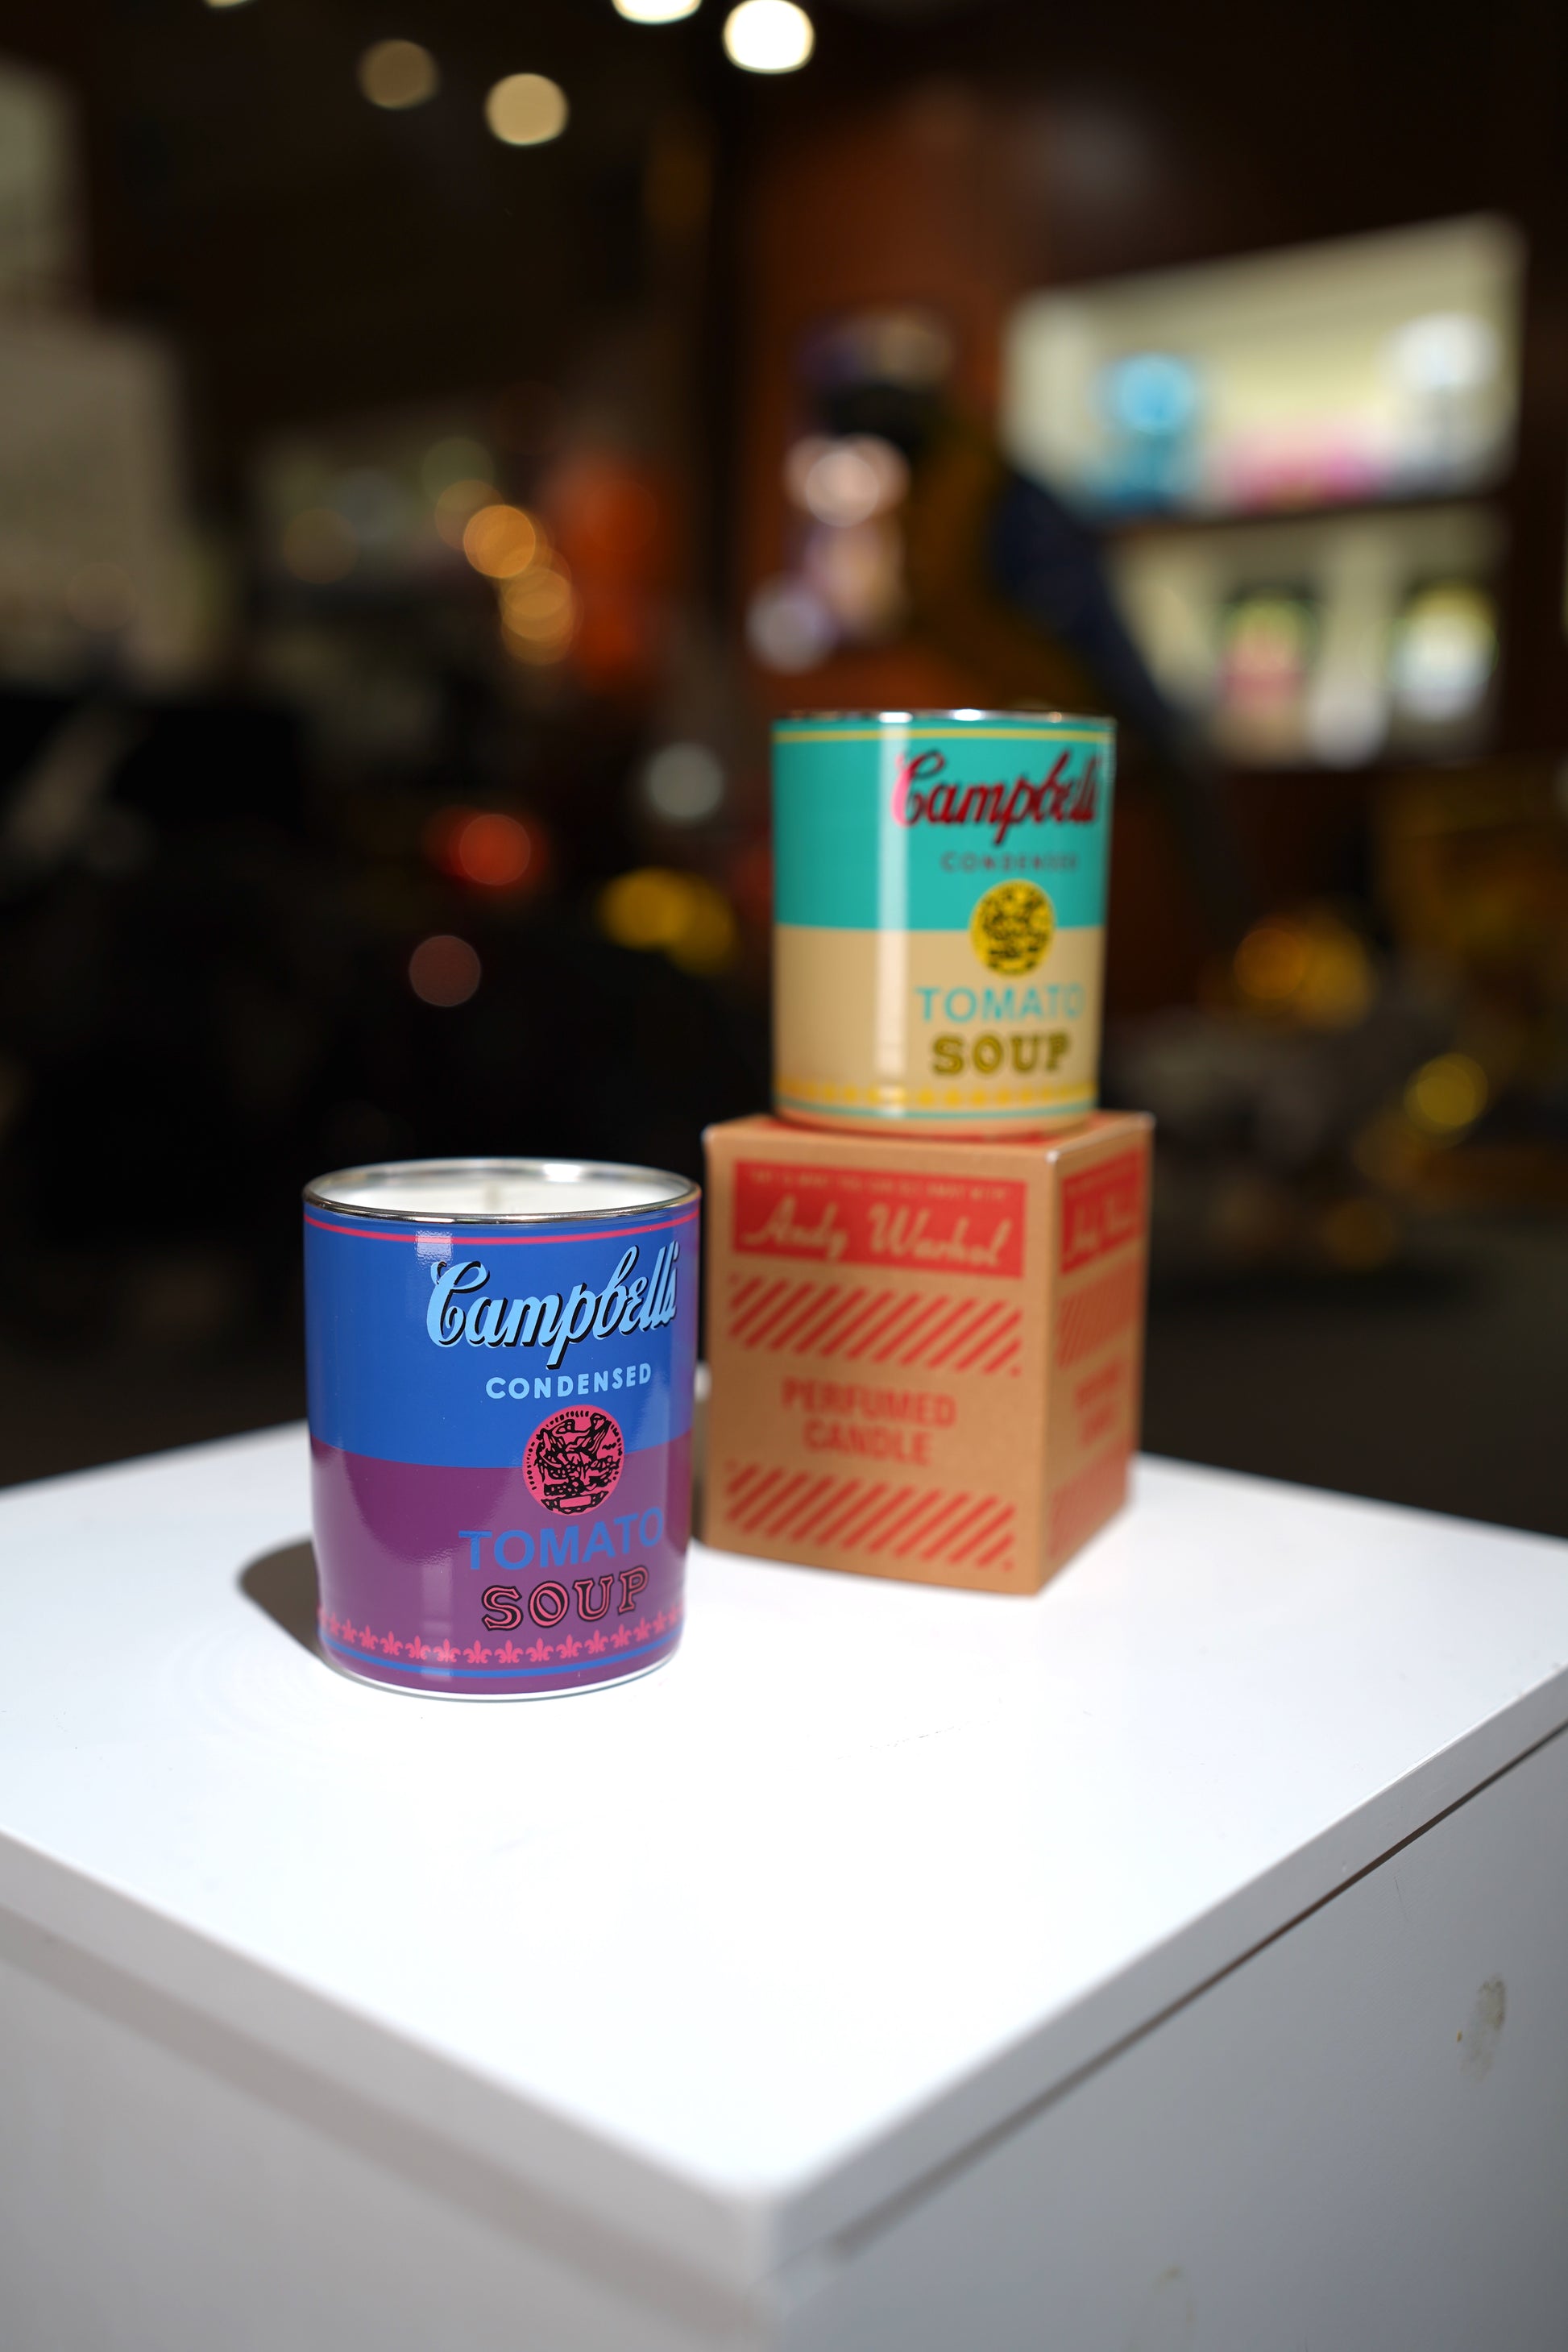 Campbell's
CONDENSED
TOMATO
SOUP
Campbell's
CONDENSED
TOMATO
SOUP
Andy Warhol
PERFUMED
CANDLE